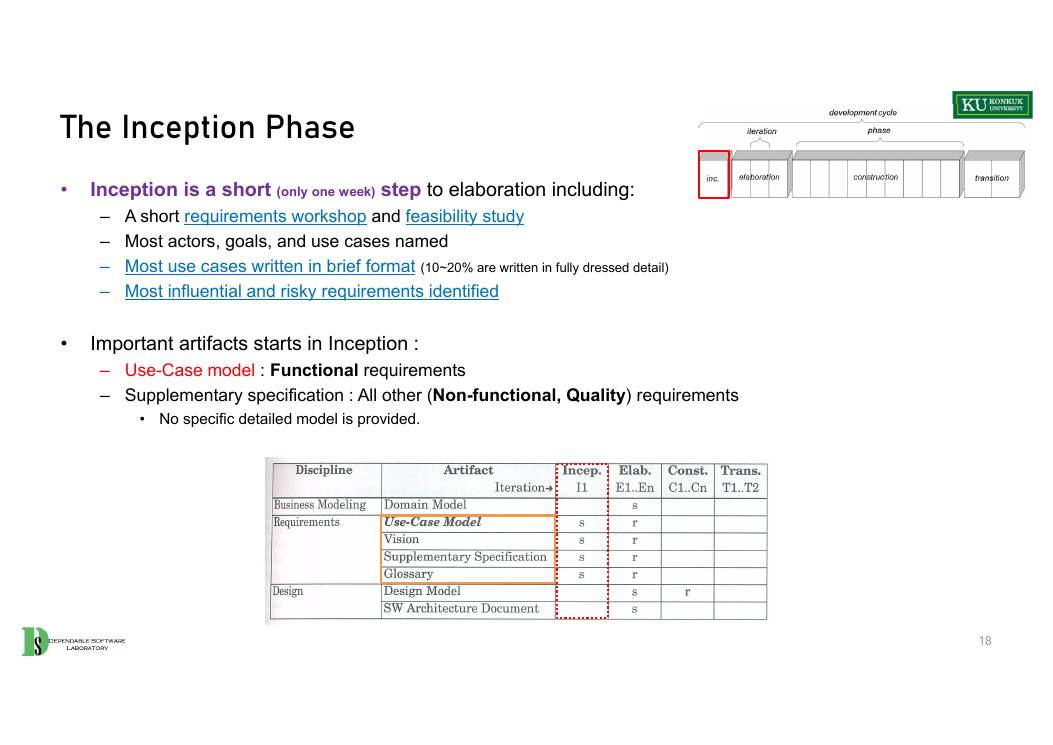 KU KONKUK UNIVERSITY
The Inception Phase
development cycle
iteration
phase
inc.
elaboration
construction
transition
• Inception is a short (only one week) step to elaboration including:
– A short requirements workshop and feasibility study
– Most actors, goals, and use cases named
– Most use cases written in brief format (10~20% are written in fully dressed detail)
– Most influential and risky requirements identified
• Important artifacts starts in Inception :
– Use-Case model : Functional requirements
– Supplementary specification : All other (Non-functional, Quality) requirements
• No specific detailed model is provided.
Discipline Artifact Incep. Elab. Const. Trans.
Iteration→ I1 E1..En C1..Cn T1..T2
Business Modeling Domain Model s
Requirements Use-Case Model s r
Vision s r
Supplementary Specification s r
Glossary s r
Design Design Model s r
SW Architecture Document s
DS DEPENDABLE SOFTWARE
LABORATORY
18